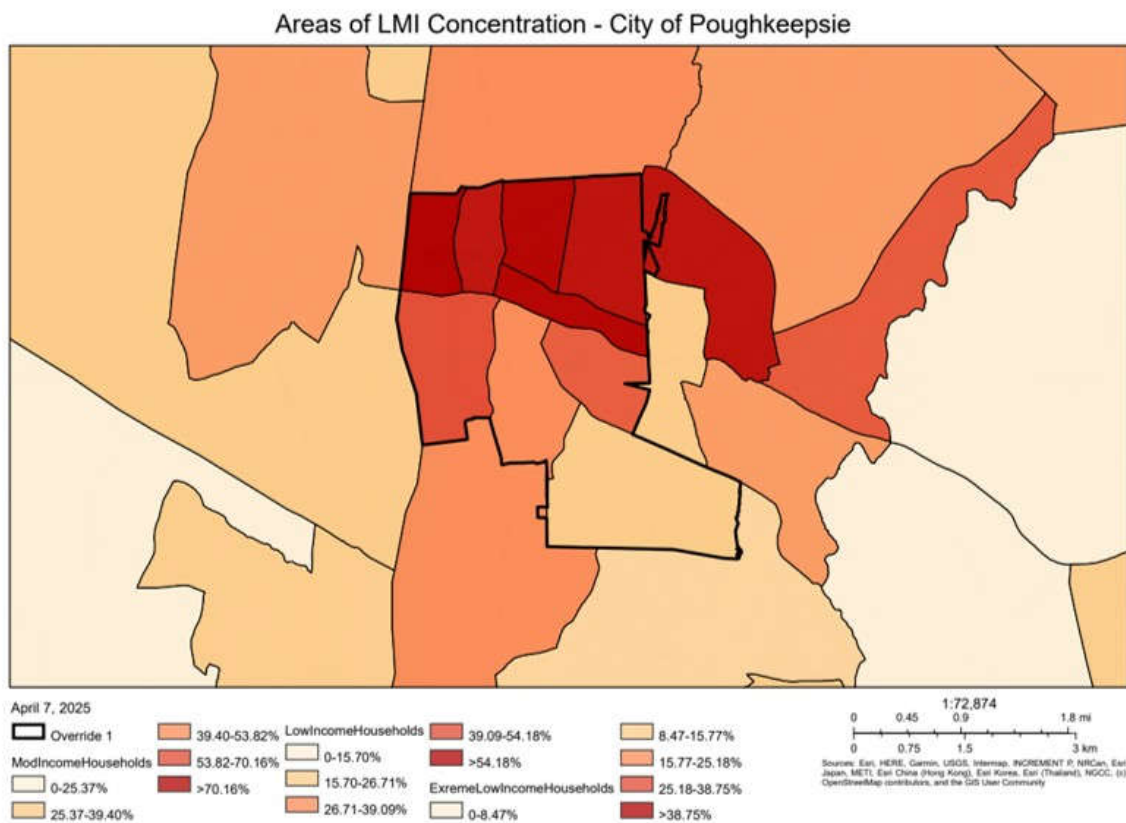 Areas of LMI Concentration - City of Poughkeepsie
April 7, 2025
Override 1
ModIncomeHouseholds
0-25.37%
25.37-39.40%
39.40-53.82%
53.82-70.16%
>70.16%
LowIncomeHouseholds
0-15.70%
15.70-26.71%
26.71-39.09%
39.09-54.18%
>54.18%
ExremeLowIncomeHouseholds
0-8.47%
8.47-15.77%
15.77-25.18%
25.18-38.75%
>38.75%
1:72,874
0 0.45 0.9 1.8 mi
0 0.75 1.5 3 km
Sources: Esri, HERE, Garmin, USGS, Intermap, INCREMENT P, NRCan, Esri
Japan, METI, Esri China (Hong Kong), Esri Korea, Esri (Thailand), NGCC, (c)
OpenStreetMap contributors, and the GIS User Community